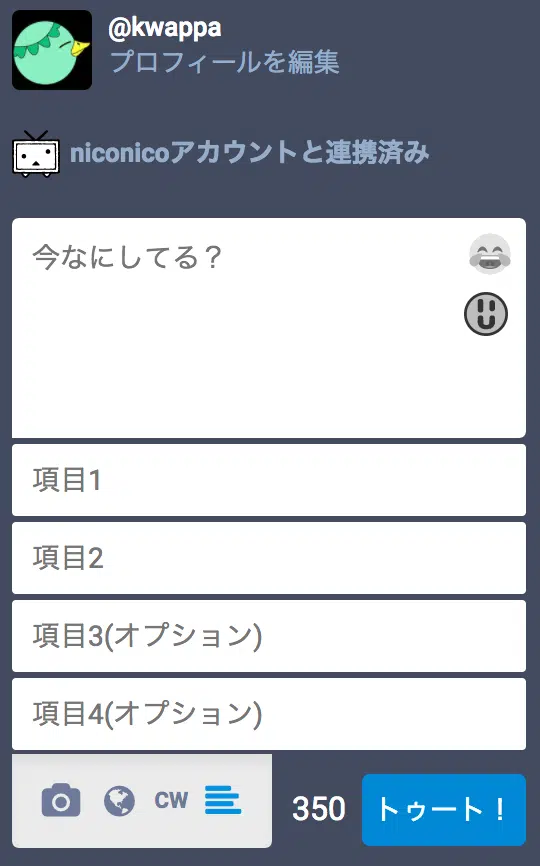 @kwappa
プロフィールを編集
niconicoアカウントと連携済み
今なにしてる？
項目1
項目2
項目3(オプション)
項目4(オプション)
CW
350
トゥート！